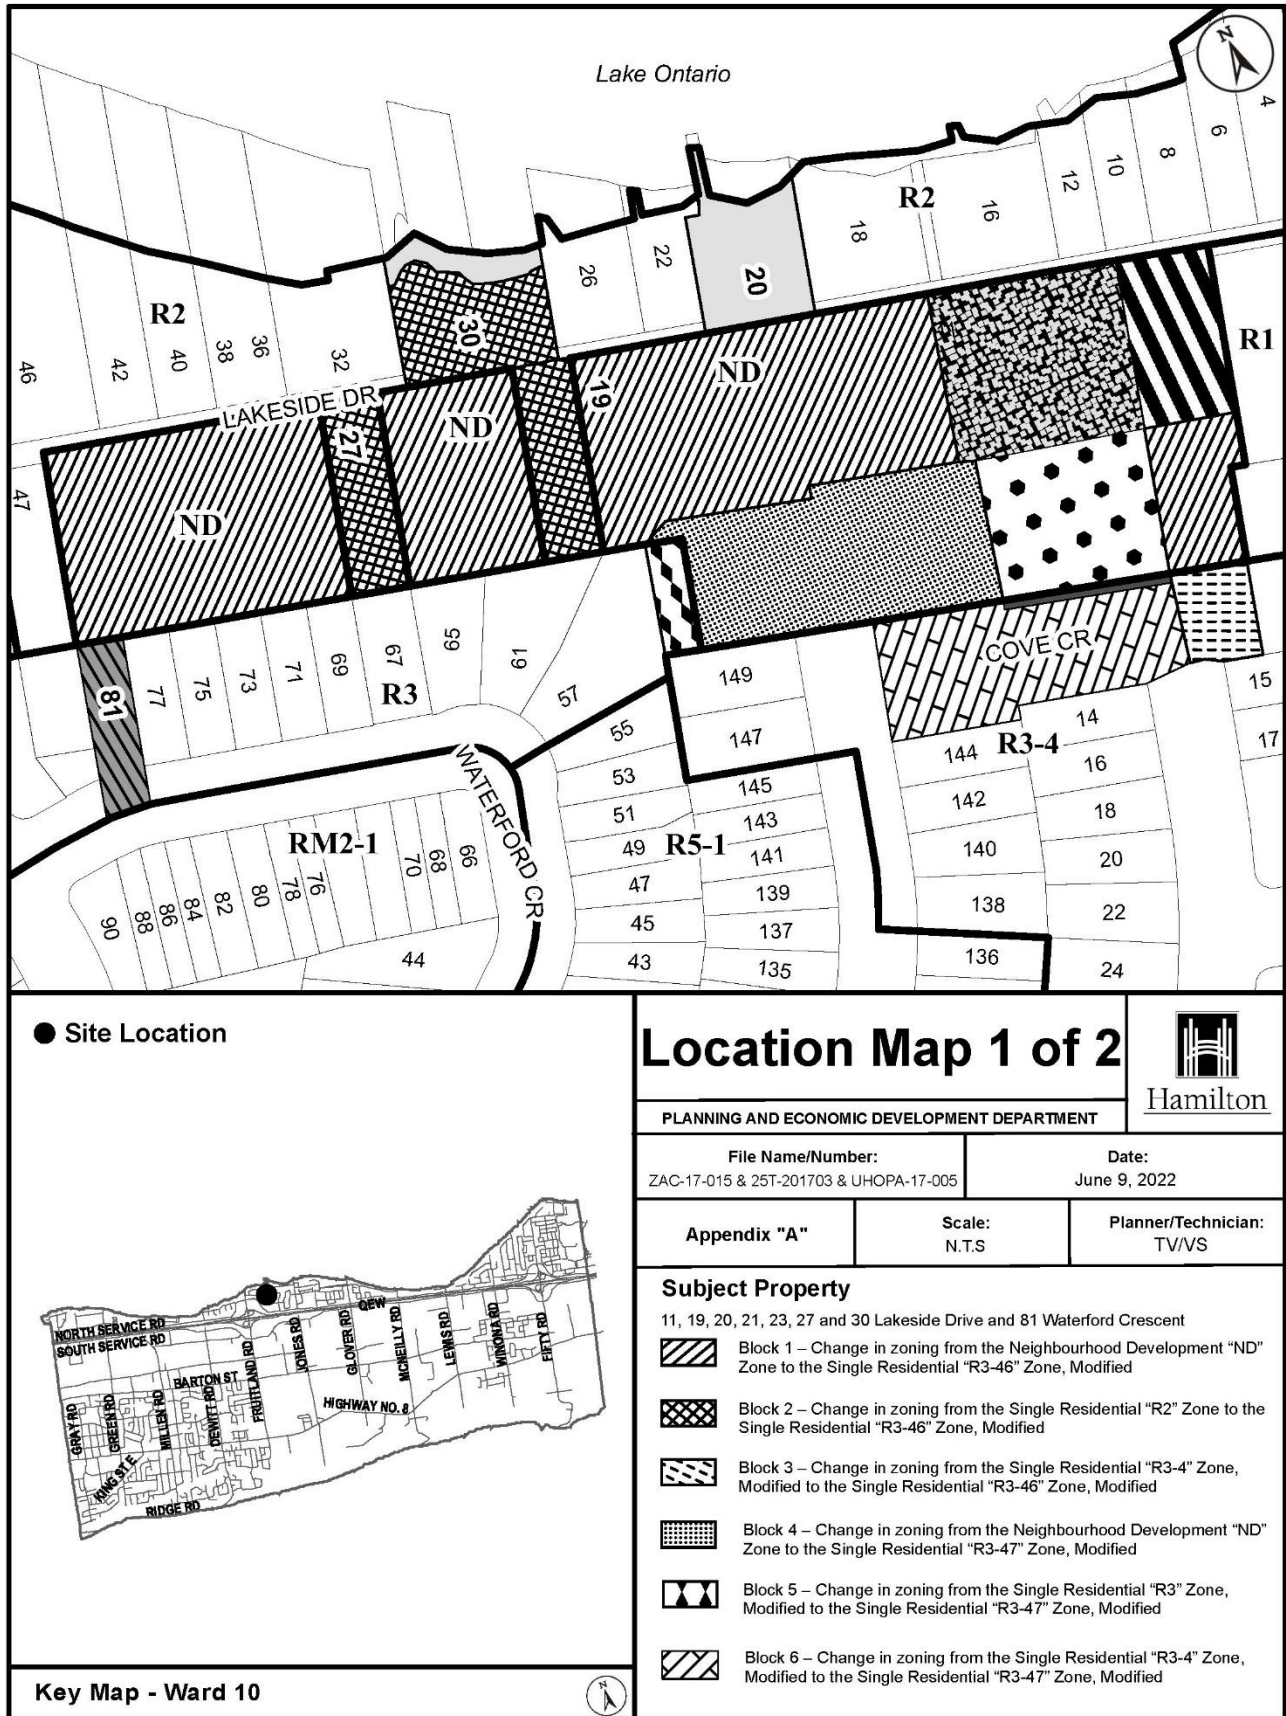 N
Lake Ontario
4
6
8
10
12
R2
16
18
22
20
26
R2
30
46
42
40
38
36
32
R1
LAKESIDE DR
ND
19
ND
27
47
ND
COVE CR
81
77
75
73
71
69
67
65
61
57
R3
149
15
55
147
14
17
144
R3-4
53
16
WATERFORD CR
145
142
51
18
143
RM2-1
49
R5-1
141
140
20
70
68
66
47
139
90
88
86
84
82
80
78
76
138
22
45
137
44
43
135
136
24
Site Location
NORTH SERVICE RD
SOUTH SERVICE RD
QEW
BARTON ST
HIGHWAY NO. 8
GRAY RD
GREEN RD
MILLEN RD
DEWITT RD
FRUITLAND RD
JONES RD
GLOVER RD
MCNEILLY RD
LEWIS RD
WINONA RD
FIFTY RD
KING ST E
RIDGE RD
Key Map - Ward 10
N
Location Map 1 of 2
Hamilton
PLANNING AND ECONOMIC DEVELOPMENT DEPARTMENT
File Name/Number:
ZAC-17-015 & 25T-201703 & UHOPA-17-005
Date:
June 9, 2022
Appendix "A"
Scale:
N.T.S
Planner/Technician:
TV/VS
Subject Property
11, 19, 20, 21, 23, 27 and 30 Lakeside Drive and 81 Waterford Crescent
Block 1 – Change in zoning from the Neighbourhood Development “ND”
Zone to the Single Residential “R3-46” Zone, Modified
Block 2 – Change in zoning from the Single Residential “R2” Zone to the
Single Residential “R3-46” Zone, Modified
Block 3 – Change in zoning from the Single Residential “R3-4” Zone,
Modified to the Single Residential “R3-46” Zone, Modified
Block 4 – Change in zoning from the Neighbourhood Development “ND”
Zone to the Single Residential “R3-47” Zone, Modified
Block 5 – Change in zoning from the Single Residential “R3” Zone,
Modified to the Single Residential “R3-47” Zone, Modified
Block 6 – Change in zoning from the Single Residential “R3-4” Zone,
Modified to the Single Residential “R3-47” Zone, Modified